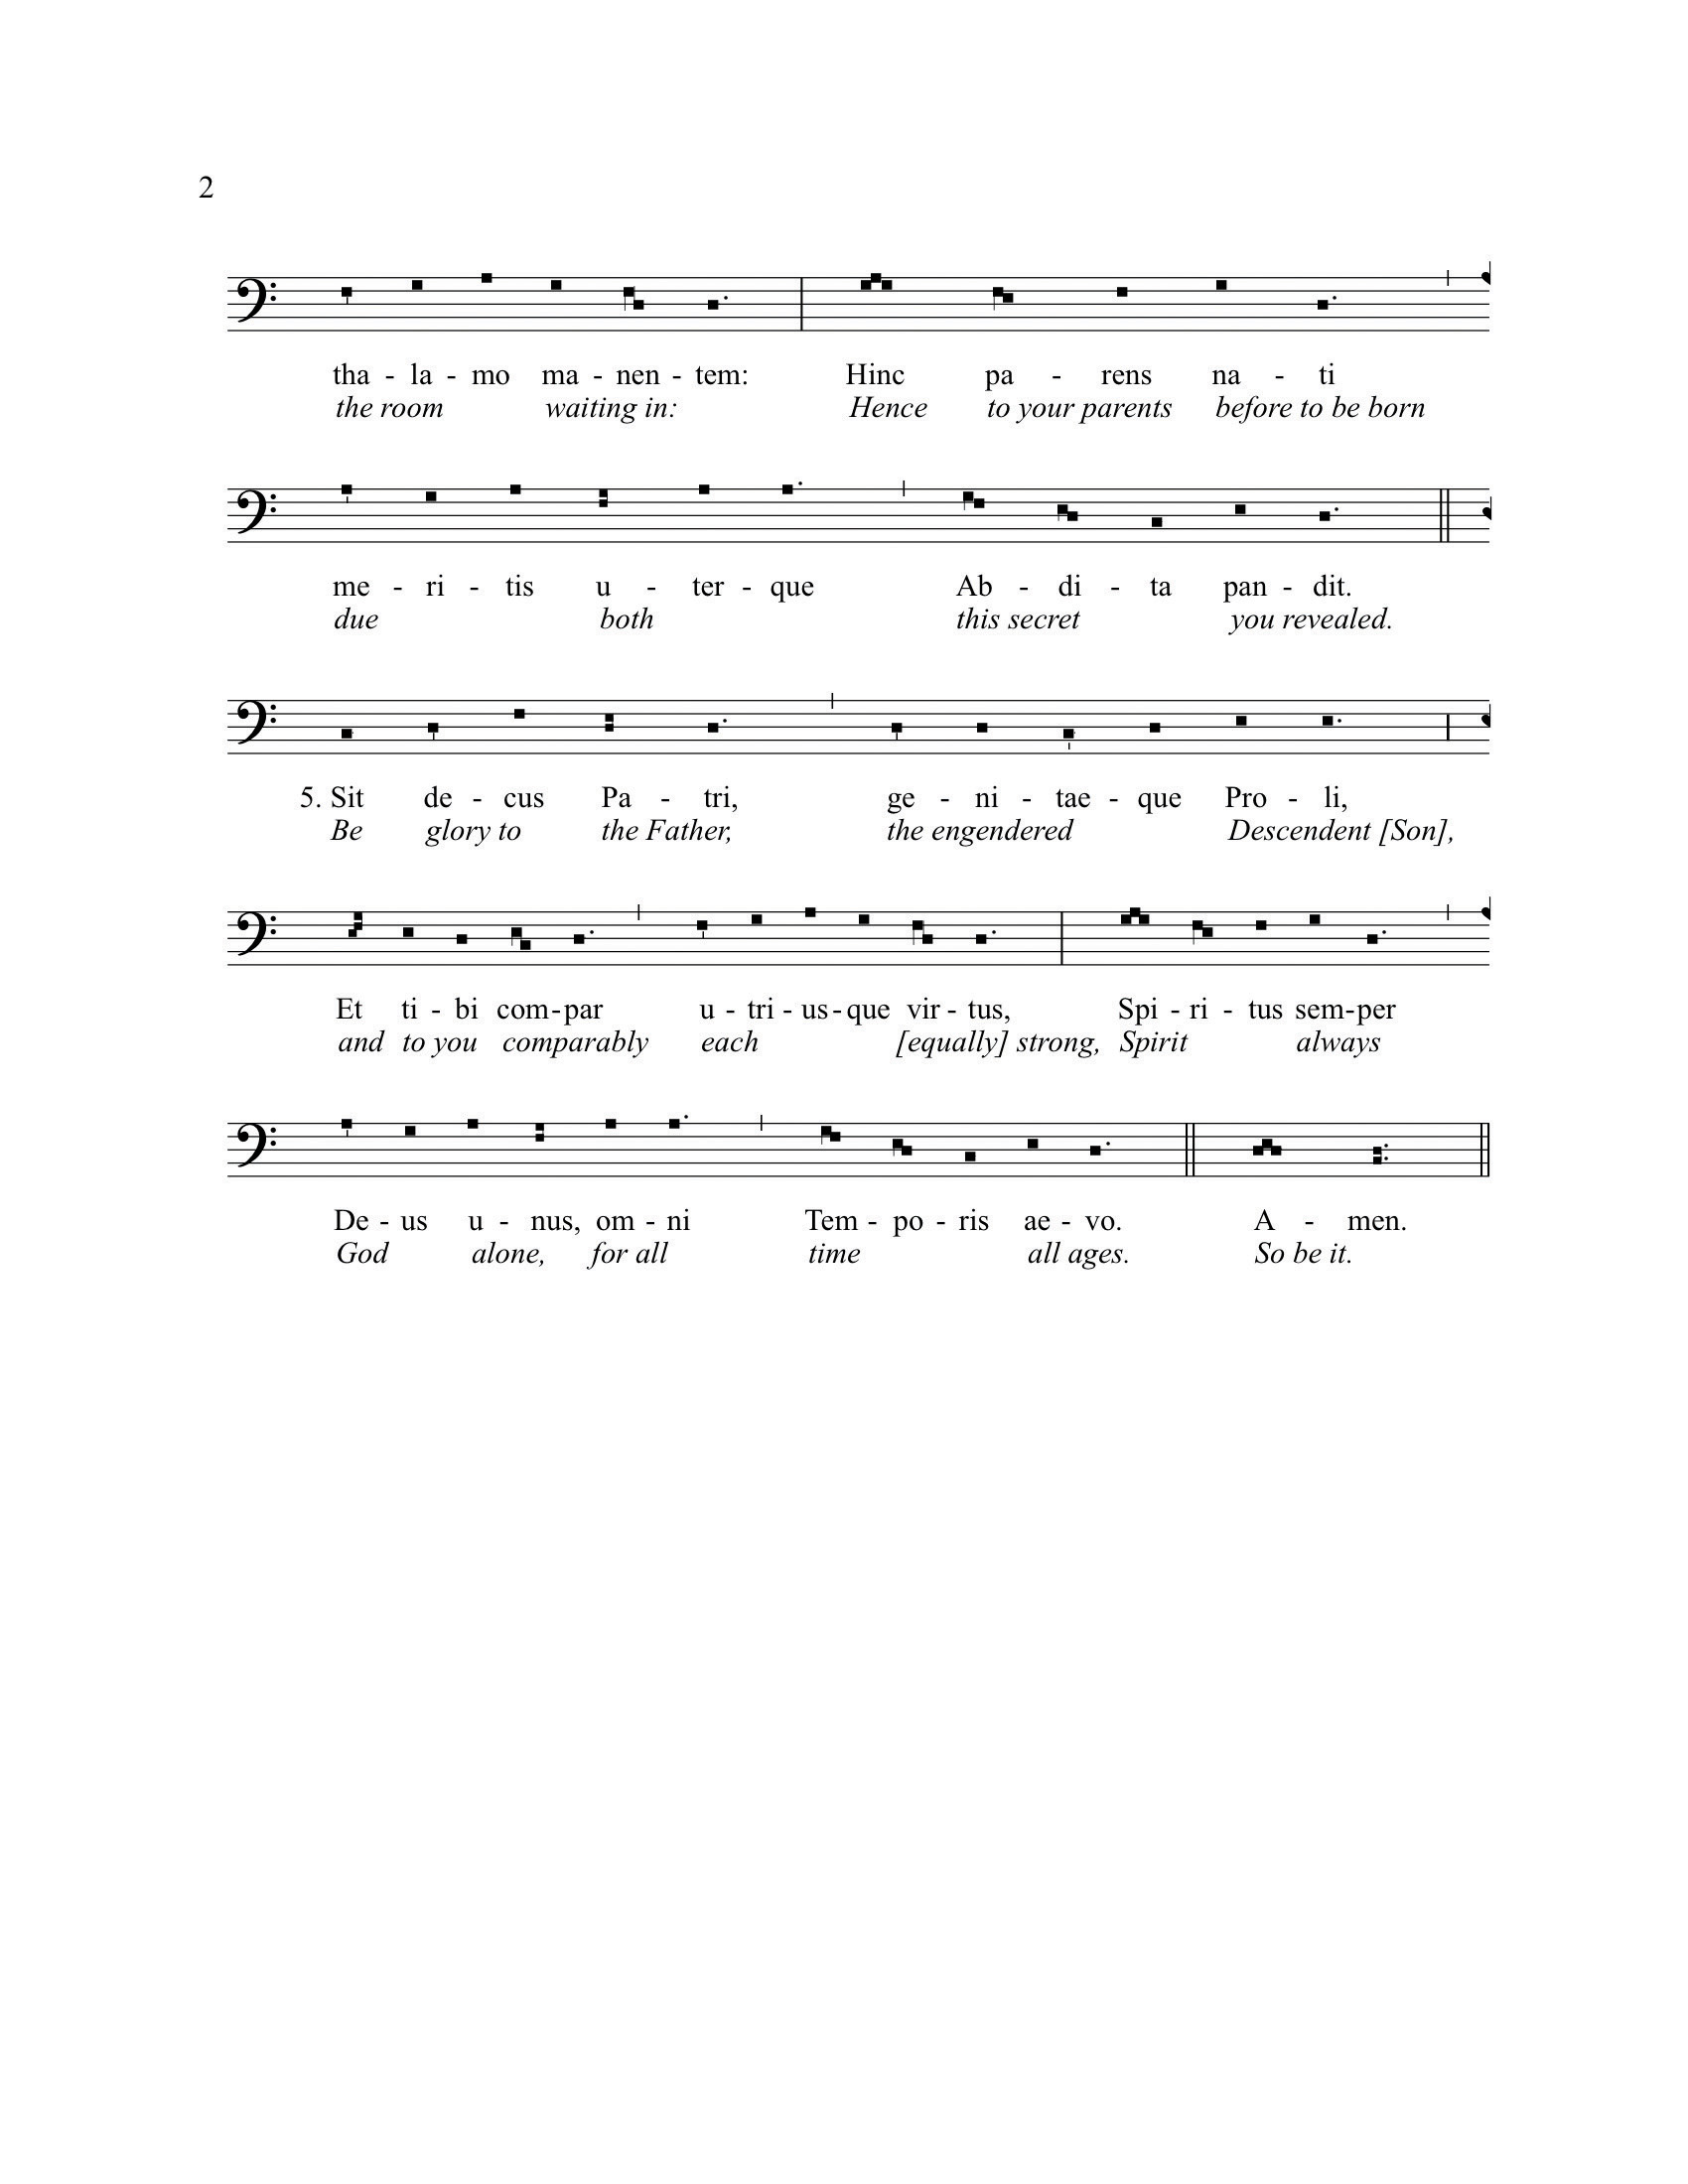 2
tha - la - mo ma - nen - tem: Hinc pa - rens na - ti
the room waiting in: Hence to your parents before to be born
me - ri - tis u - ter - que Ab - di - ta pan - dit.
due both this secret you revealed.
5. Sit de - cus Pa - tri, ge - ni - tae - que Pro - li,
Be glory to the Father, the engendered Descendent [Son],
Et ti - bi com - par u - tri - us - que vir - tus, Spi - ri - tus sem - per
and to you comparably each [equally] strong, Spirit always
De - us u - nus, om - ni Tem - po - ris ae - vo. A - men.
God alone, for all time all ages. So be it.